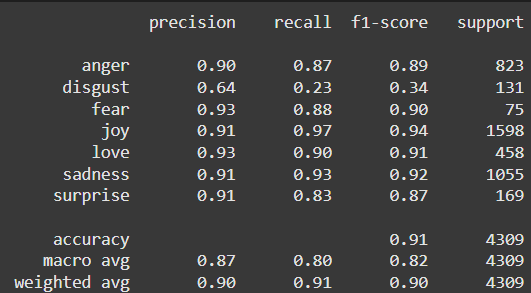 precision recall f1-score support
anger 0.90 0.87 0.89 823
disgust 0.64 0.23 0.34 131
fear 0.93 0.88 0.90 75
joy 0.91 0.97 0.94 1598
love 0.93 0.90 0.91 458
sadness 0.91 0.93 0.92 1055
surprise 0.91 0.83 0.87 169
accuracy 0.91 4309
macro avg 0.87 0.80 0.82 4309
weighted avg 0.90 0.91 0.90 4309